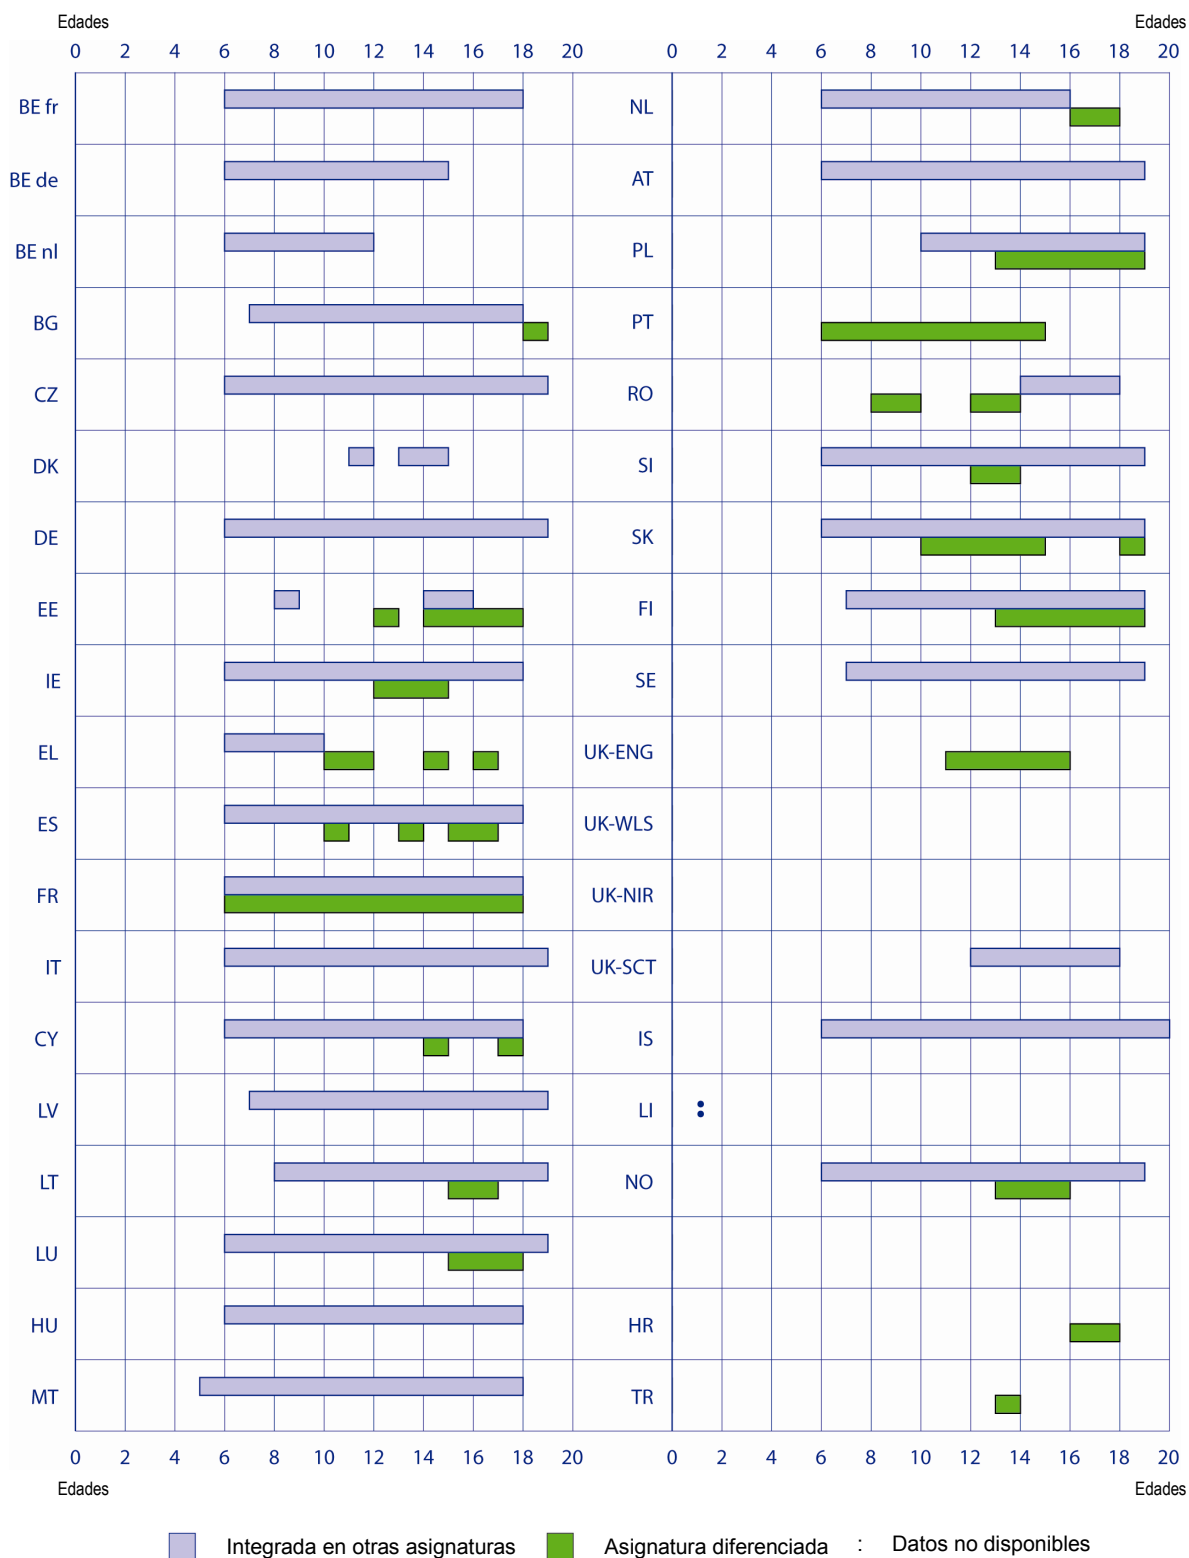 Edades Edades
0 2 4 6 8 10 12 14 16 18 20 0 2 4 6 8 10 12 14 16 18 20
BE fr NL
BE de AT
BE nl PL
BG PT
CZ RO
DK SI
DE SK
EE FI
IE SE
EL UK-ENG
ES UK-WLS
FR UK-NIR
IT UK-SCT
CY IS
LV LI :
LT NO
LU
HU HR
MT TR
0 2 4 6 8 10 12 14 16 18 20 0 2 4 6 8 10 12 14 16 18 20
Edades Edades
Integrada en otras asignaturas Asignatura diferenciada : Datos no disponibles